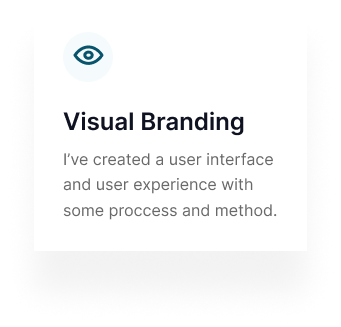 Visual Branding
I've created a user interface
and user experience with
some proccess and method.